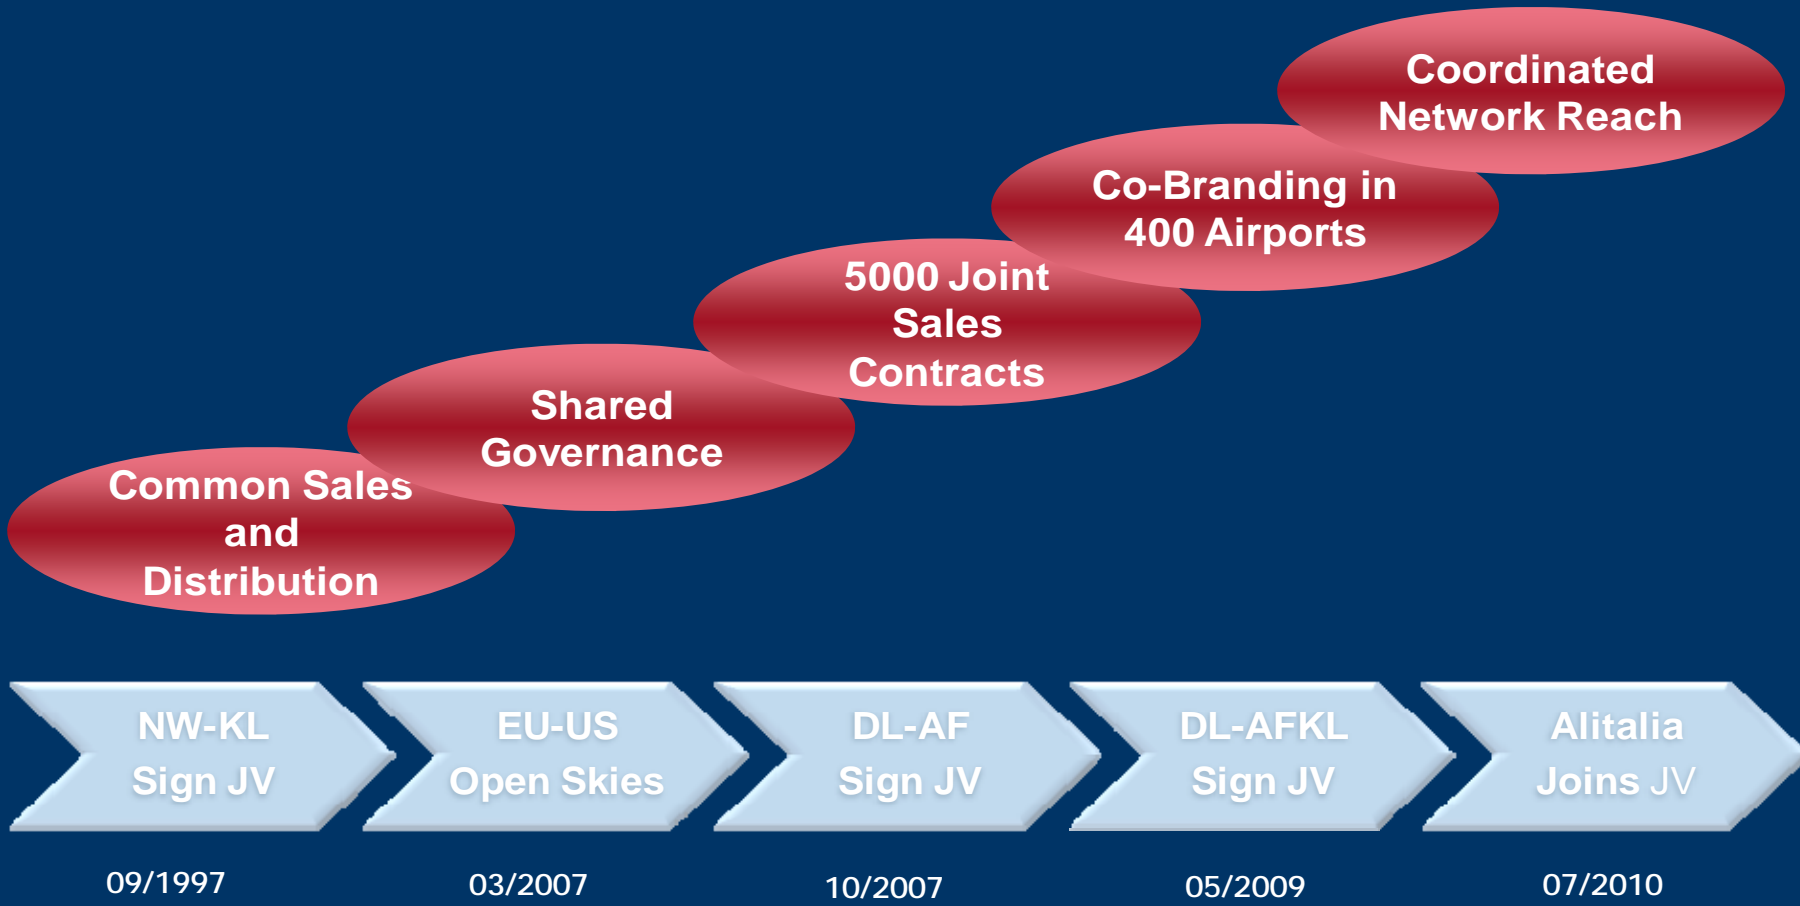 Coordinated
Network Reach
Co-Branding in
400 Airports
5000 Joint
Sales
Contracts
Shared
Governance
Common Sales
and
Distribution
NW-KL
Sign JV
EU-US
Open Skies
DL-AF
Sign JV
DL-AFKL
Sign JV
Alitalia
Joins JV
09/1997
03/2007
10/2007
05/2009
07/2010